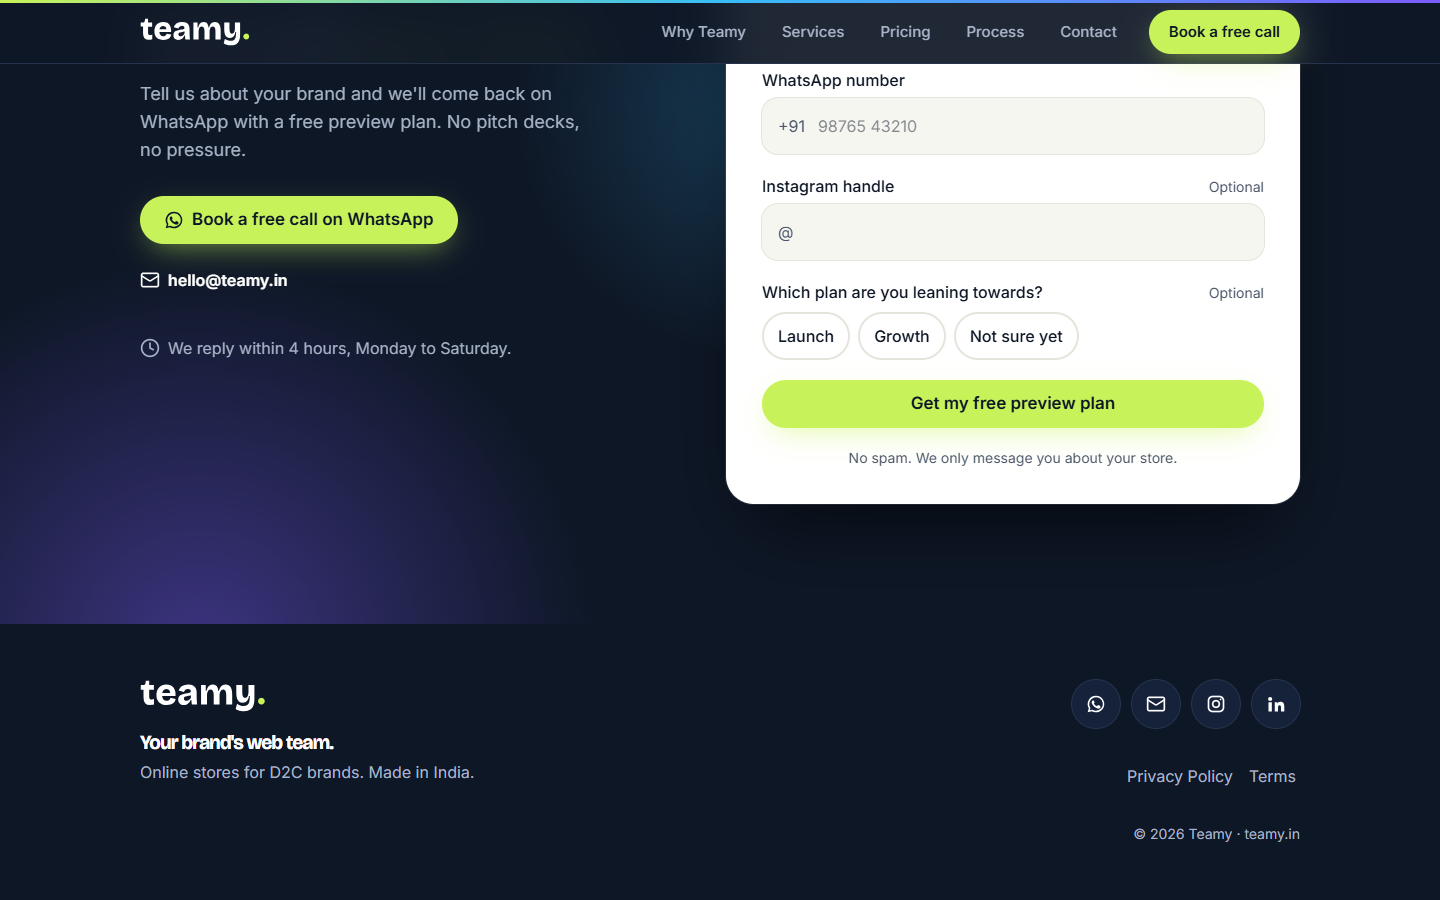 teamy.
Why Teamy
Services
Pricing
Process
Contact
Book a free call
Tell us about your brand and we'll come back on
WhatsApp with a free preview plan. No pitch decks,
no pressure.
Book a free call on WhatsApp
hello@teamy.in
We reply within 4 hours, Monday to Saturday.
WhatsApp number
+91 98765 43210
Instagram handle
Optional
@
Which plan are you leaning towards?
Optional
Launch
Growth
Not sure yet
Get my free preview plan
No spam. We only message you about your store.
teamy.
Your brand's web team.
Online stores for D2C brands. Made in India.
in
Privacy Policy
Terms
© 2026 Teamy · teamy.in